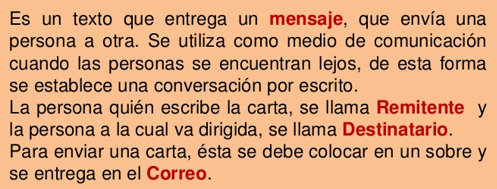 Es un texto que entrega un mensaje, que envía una
persona a otra. Se utiliza como medio de comunicación
cuando las personas se encuentran lejos, de esta forma
se establece una conversación por escrito.
La persona quién escribe la carta, se llama Remitente y
la persona a la cual va dirigida, se llama Destinatario.
Para enviar una carta, ésta se debe colocar en un sobre y
se entrega en el Correo.